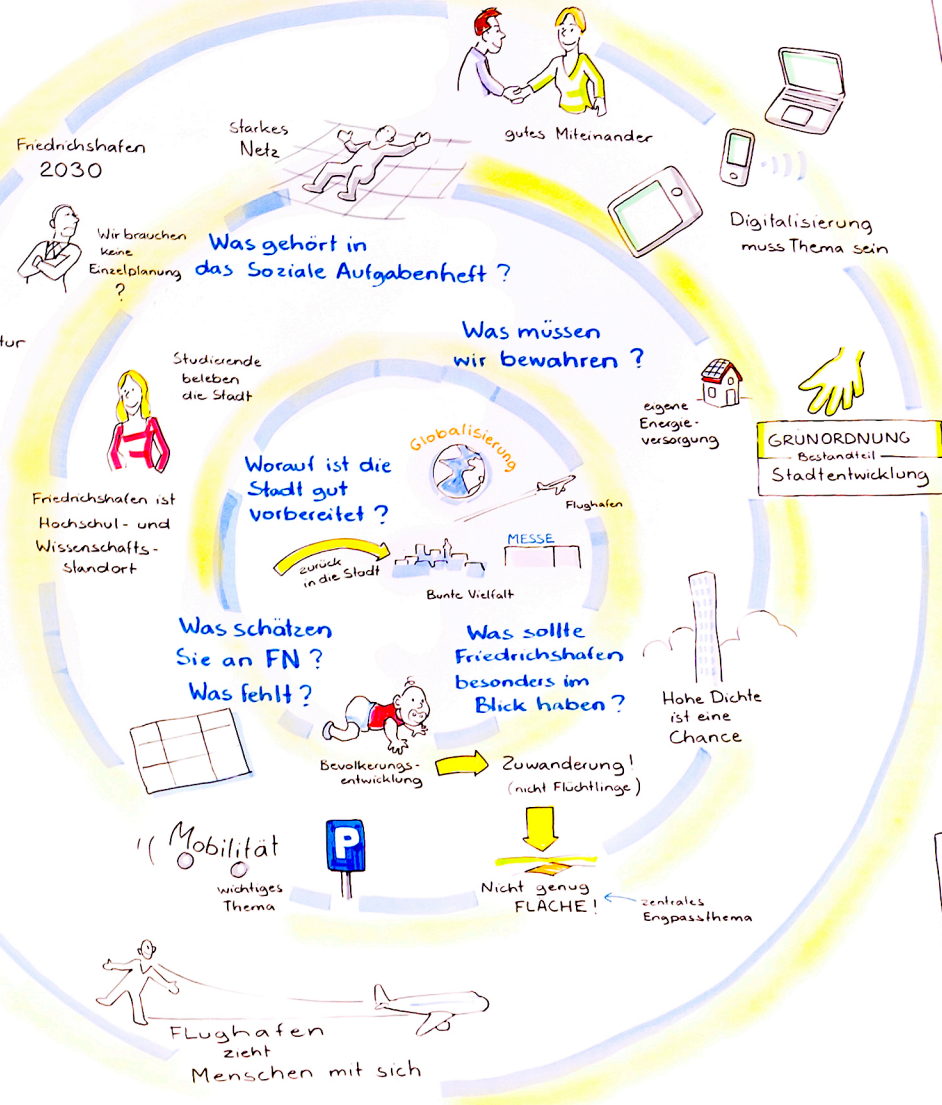 gutes Miteinander
starkes
Netz
Friedrichshafen
2030
Wir brauchen
keine
Einzelplanung
?
Was gehört in
das Soziale Aufgabenheft ?
Digitalisierung
muss Thema sein
Was müssen
wir bewahren ?
tur
Studierende
beleben
die Stadt
eigene
Energie-
versorgung
GRÜNORDNUNG
Bestandteil
Stadtentwicklung
Globalisierung
Worauf ist die
Stadt gut
vorbereitet ?
Flughafen
Friedrichshafen ist
Hochschul- und
Wissenschafts-
standort
zurück
in die Stadt
MESSE
Bunte Vielfalt
Was schätzen
Sie an FN ?
Was fehlt ?
Was sollte
Friedrichshafen
besonders im
Blick haben ?
Hohe Dichte
ist eine
Chance
Bevolkerungs-
entwicklung
Zuwanderung!
(nicht Flüchtlinge)
Mobilität
wichtiges
Thema
P
Nicht genug
FLÄCHE!
zentrales
Engpassthema
FLughafen
zieht
Menschen mit sich